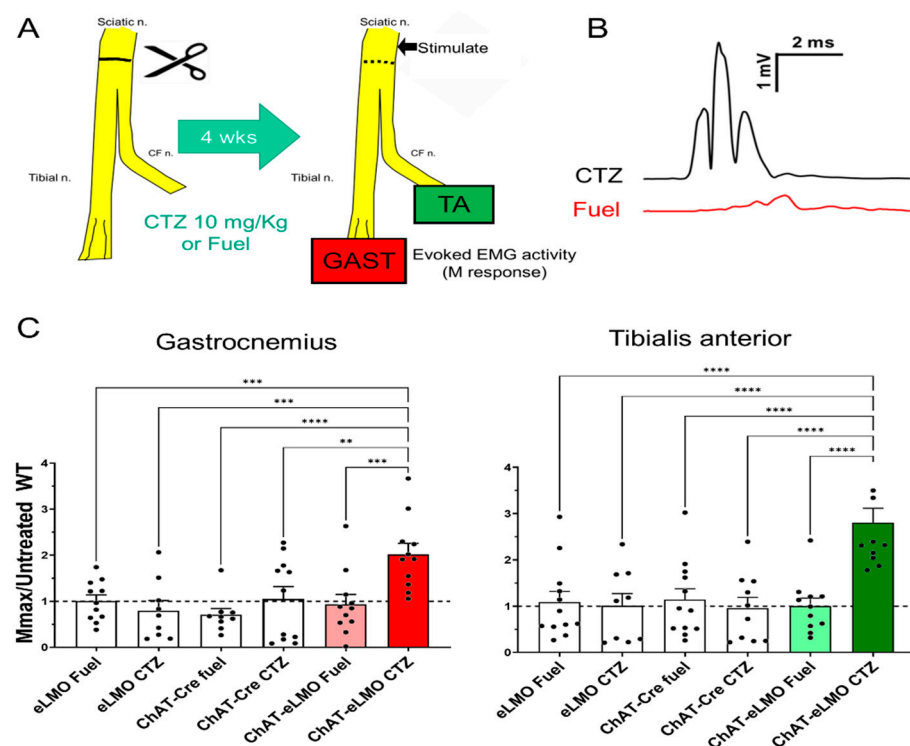 A
Sciatic n.
Tibial n.
CF n.
4 wks
CTZ 10 mg/Kg
or Fuel
Sciatic n.
Stimulate
Tibial n.
CF n.
TA
GAST
Evoked EMG activity
(M response)
B
2 ms
1 mV
CTZ
Fuel
C
Gastrocnemius
***
***
****
**
***
Mmax/Untreated WT
4
3
2
1
0
eLMO Fuel
eLMO CTZ
ChAT-Cre fuel
ChAT-Cre CTZ
ChAT-eLMO Fuel
ChAT-eLMO CTZ
Tibialis anterior
****
****
****
****
****
4
3
2
1
0
eLMO Fuel
eLMO CTZ
ChAT-Cre fuel
ChAT-Cre CTZ
ChAT-eLMO Fuel
ChAT-eLMO CTZ